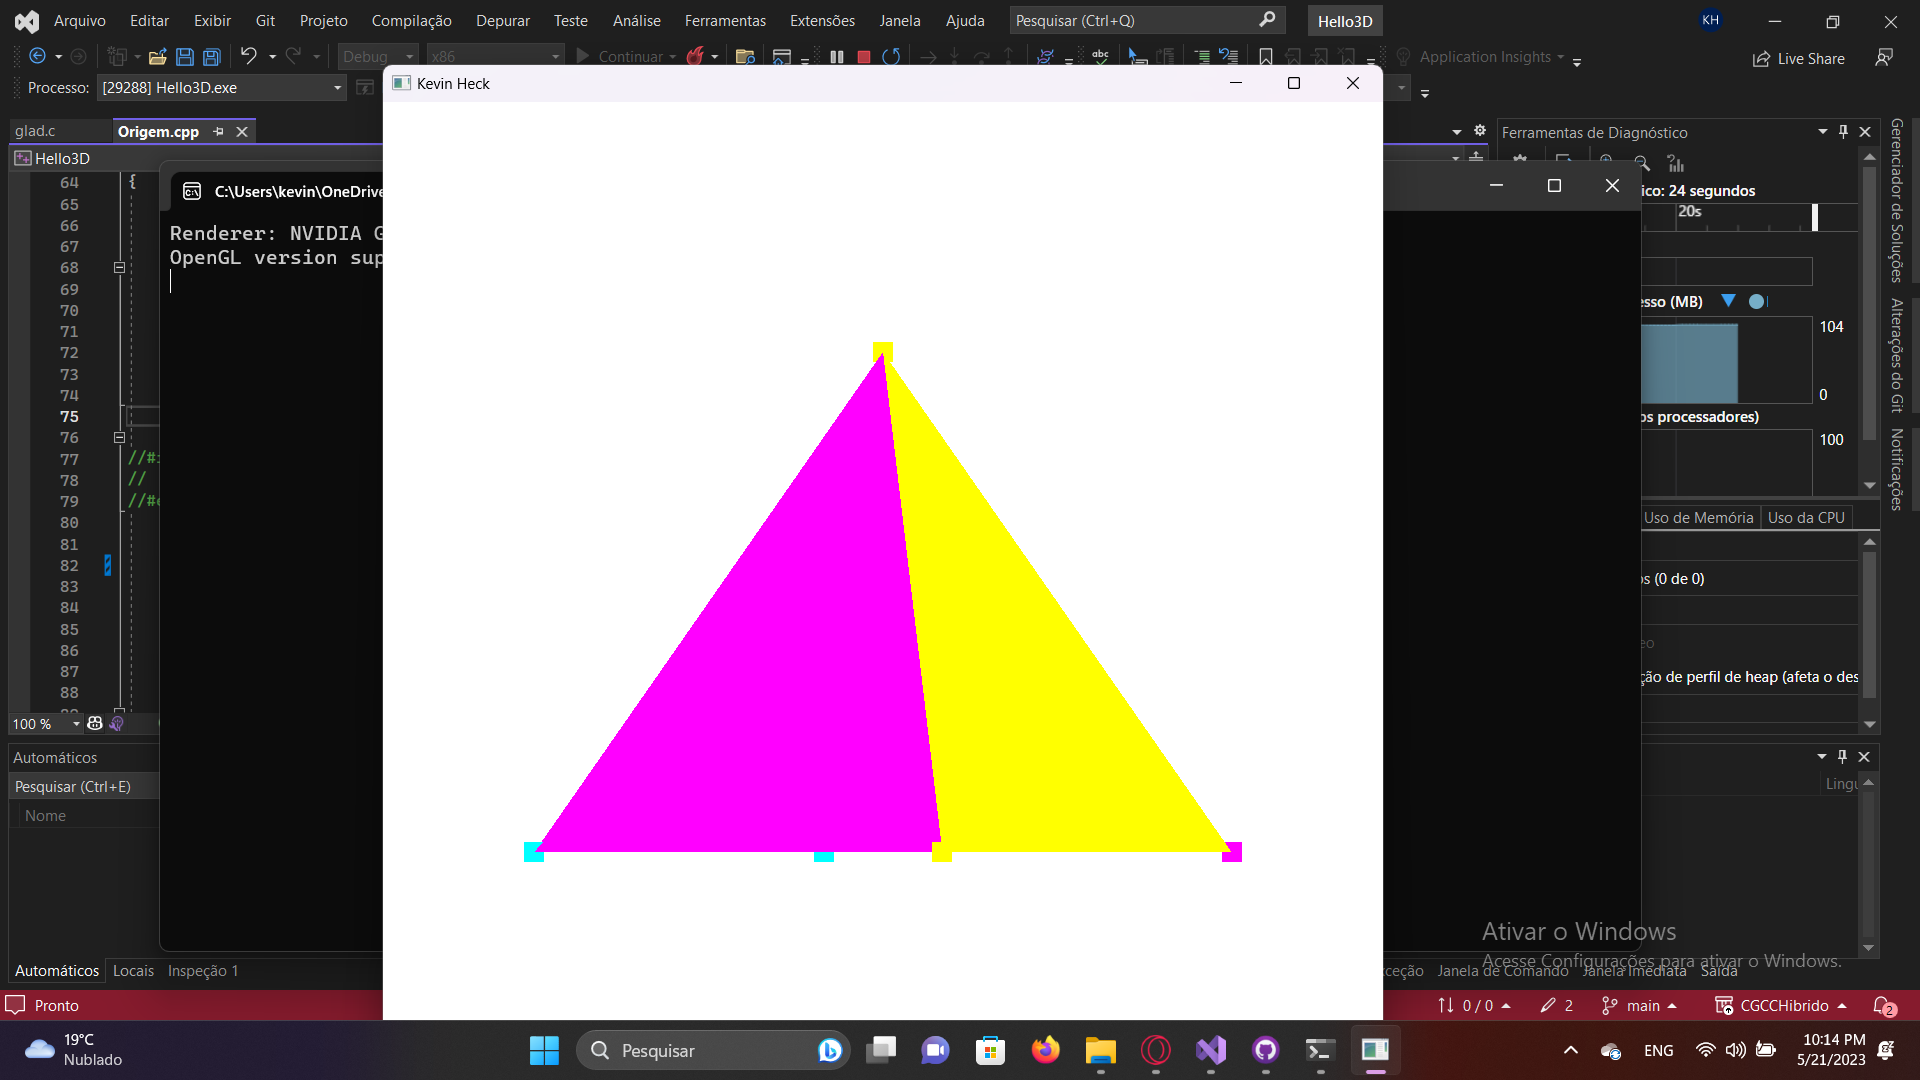 Arquivo Editar Exibir Git Projeto Compilação Depurar Teste Análise Ferramentas Extensões Janela Ajuda Pesquisar (Ctrl+Q) Hello3D KH
Debug x86 Continuar Application Insights Live Share
Processo: [29288] Hello3D.exe
Kevin Heck
glad.c Origem.cpp
Hello3D
Ferramentas de Diagnóstico
Gerenciador de Soluções
Alterações do Git
Notificações
64 {
65
66
67
68
69
70
71
72
73
74
75
76
77 //#
78 //
79 //#
80
81
82
83
84
85
86
87
88
100 %
C:\Users\kevin\OneDrive
Renderer: NVIDIA G
OpenGL version sup
ico: 24 segundos
20s
sso (MB)
104
0
os processadores)
100
Uso de Memória Uso da CPU
s (0 de 0)
eo
ção de perfil de heap (afeta o des
Automáticos
Pesquisar (Ctrl+E)
Nome
Lingu
Automáticos Locais Inspeção 1
ceção Janela de Comando Janela Imediata Saída
Ativar o Windows
Acesse Configurações para ativar o Windows.
Pronto
0 / 0 2 main CGCCHibrido 2
19°C
Nublado
Pesquisar
ENG
10:14 PM
5/21/2023